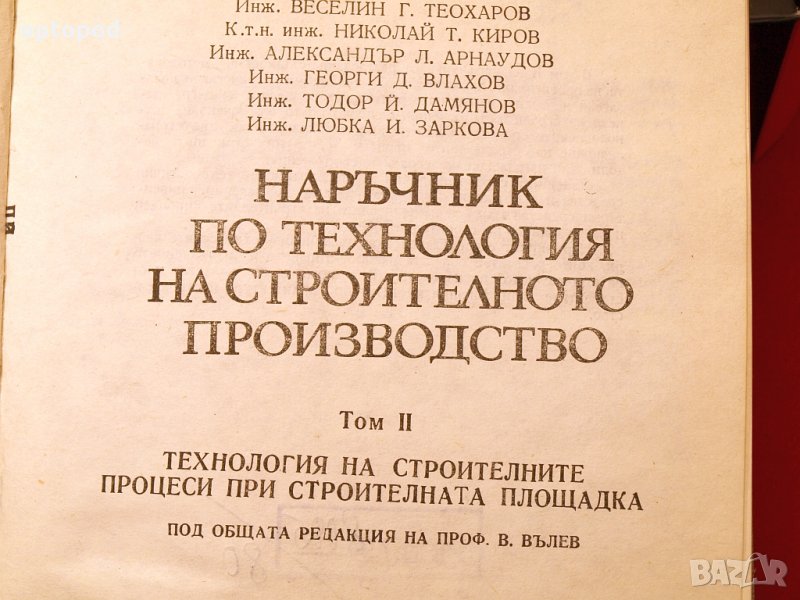 Инж. ВЕСЕЛИН Г. ТЕОХАРОВ
К.т.н. инж. НИКОЛАЙ Т. КИРОВ
Инж. АЛЕКСАНДЪР Л. АРНАУДОВ
Инж. ГЕОРГИ Д. ВЛАХОВ
Инж. ТОДОР Й. ДАМЯНОВ
Инж. ЛЮБКА И. ЗАРКОВА
НАРЪЧНИК
ПО ТЕХНОЛОГИЯ
НА СТРОИТЕЛНОТО
ПРОИЗВОДСТВО
Том II
ТЕХНОЛОГИЯ НА СТРОИТЕЛНИТЕ
ПРОЦЕСИ ПРИ СТРОИТЕЛНАТА ПЛОЩАДКА
ПОД ОБЩАТА РЕДАКЦИЯ НА ПРОФ. В. ВЪЛЕВ
BAZAR